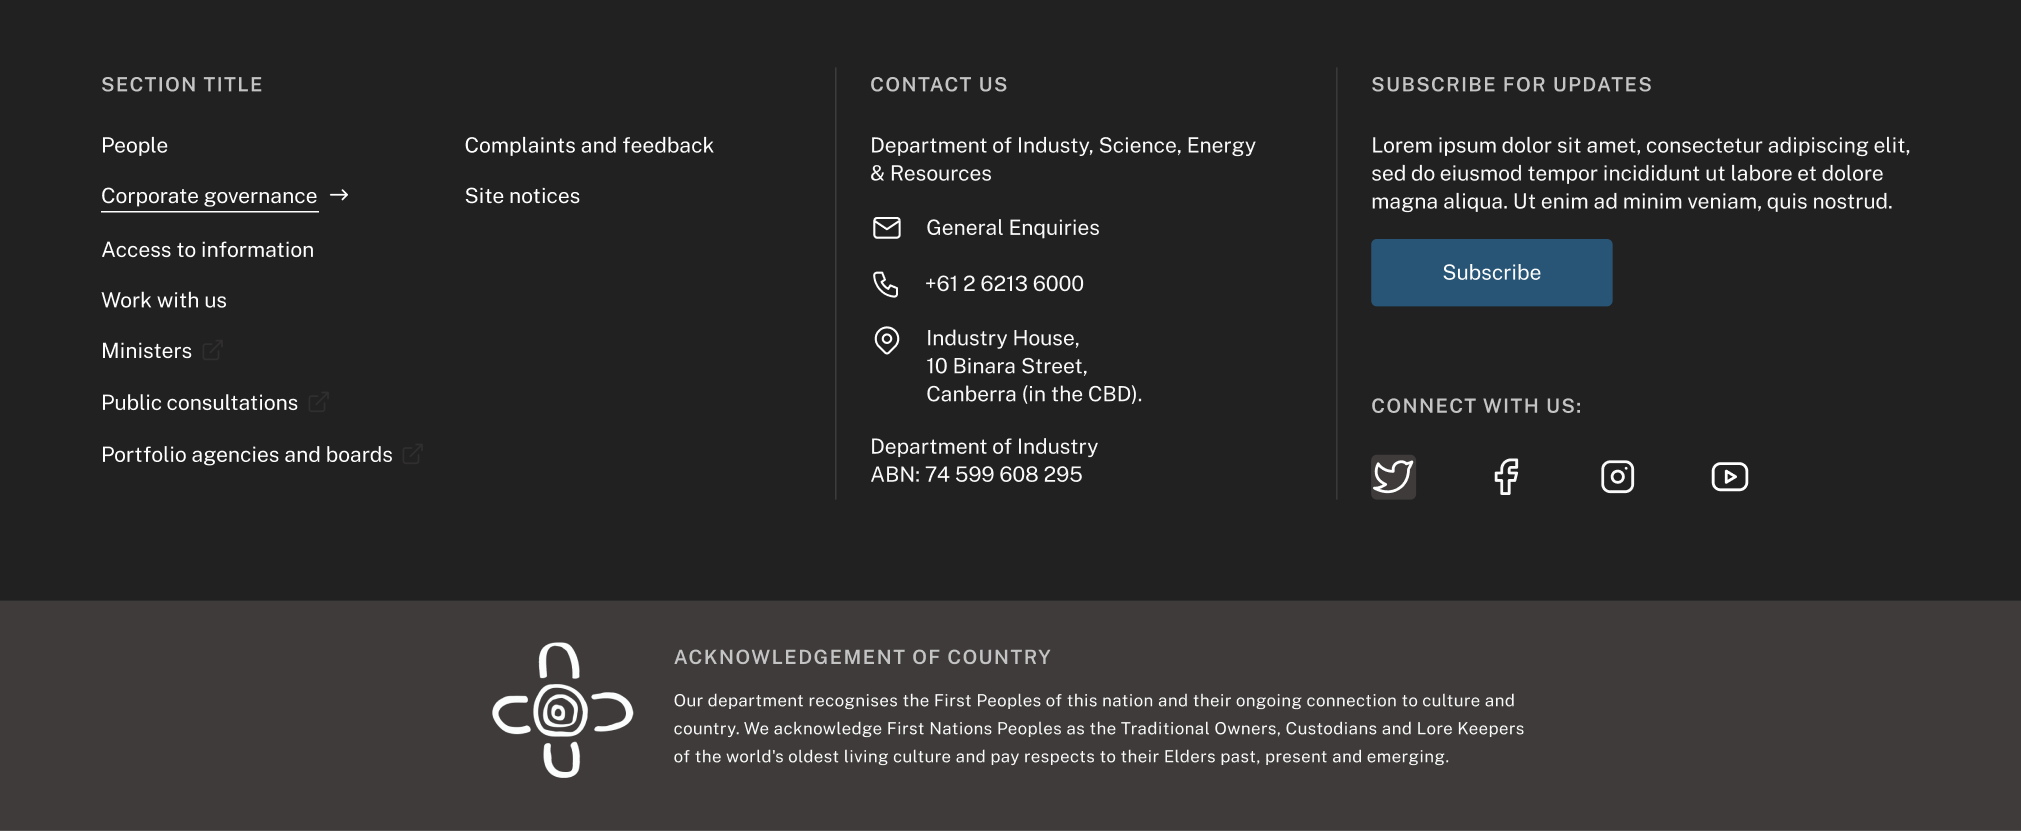 SECTION TITLE
People
Corporate governance →
Access to information
Work with us
Ministers
Public consultations
Portfolio agencies and boards
Complaints and feedback
Site notices
CONTACT US
Department of Industy, Science, Energy
& Resources
General Enquiries
+61 2 6213 6000
Industry House,
10 Binara Street,
Canberra (in the CBD).
Department of Industry
ABN: 74 599 608 295
SUBSCRIBE FOR UPDATES
Lorem ipsum dolor sit amet, consectetur adipiscing elit,
sed do eiusmod tempor incididunt ut labore et dolore
magna aliqua. Ut enim ad minim veniam, quis nostrud.
Subscribe
CONNECT WITH US:
ACKNOWLEDGEMENT OF COUNTRY
Our department recognises the First Peoples of this nation and their ongoing connection to culture and
country. We acknowledge First Nations Peoples as the Traditional Owners, Custodians and Lore Keepers
of the world's oldest living culture and pay respects to their Elders past, present and emerging.